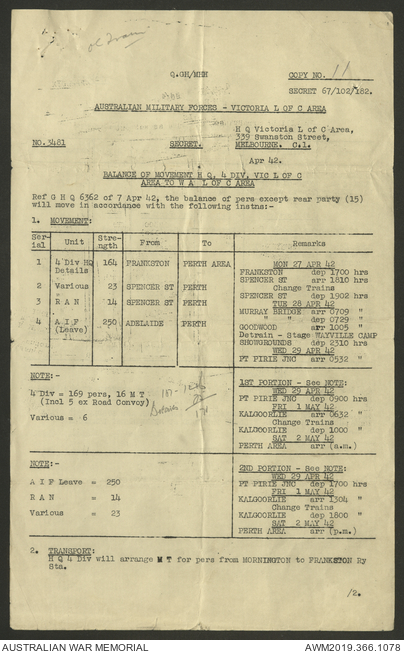 Q.GH/MHH
COPY NO. 11
SECRET 67/102/182.
AUSTRALIAN MILITARY FORCES - VICTORIA L OF C AREA
H Q Victoria L of C Area,
339 Swanston Street,
NO.3481 SECRET. MELBOURNE. C.1.
Apr 42.
BALANCE OF MOVEMENT H Q, 4 DIV, VIC L OF C
AREA TO W A L OF C AREA
Ref G H Q 6362 of 7 Apr 42, the balance of pers except rear party (15)
will move in accordance with the following instns:-
1. MOVEMENT:
Ser- Stre-
ial Unit ngth From To Remarks
1 4 Div HQ 164 FRANKSTON PERTH AREA MON 27 APR 42
Details FRANKSTON dep 1700 hrs
SPENCER ST arr 1810 hrs
2 Various 23 SPENCER ST PERTH Change Trains
SPENCER ST dep 1902 hrs
3 R A N 14 SPENCER ST PERTH TUE 28 APR 42
MURRAY BRIDGE arr 0709 "
4 A I F 250 ADELAIDE PERTH " " dep 0729 "
(Leave) GOODWOOD arr 1005 "
Detrain - Stage WAYVILLE CAMP
SHOWGROUNDS dep 2310 hrs
WED 29 APR 42
PT PIRIE JNC arr 0532 "
NOTE:-
4 Div = 169 pers, 16 M T
(Incl 5 ex Road Convoy)
Various = 6
Details
1ST PORTION - See NOTE:
WED 29 APR 42
PT PIRIE JNC dep 0900 hrs
FRI 1 MAY 42
KALGOORLIE arr 0632 "
Change Trains
KALGOORLIE dep 1000 "
SAT 2 MAY 42
PERTH AREA arr (a.m.)
NOTE:-
A I F Leave = 250
R A N = 14
Various = 23
2ND PORTION - See NOTE:
WED 29 APR 42
PT PIRIE JNC dep 1700 hrs
FRI 1 MAY 42
KALGOORLIE arr 1304 "
Change Trains
KALGOORLIE dep 1800 "
SAT 2 MAY 42
PERTH AREA arr (p.m.)
2. TRANSPORT:
H Q 4 Div will arrange M T for pers from MORNINGTON to FRANKSTON Ry
Sta.
/2.
AUSTRALIAN WAR MEMORIAL AWM2019.366.1078